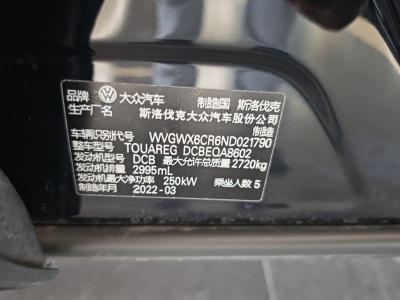 品牌 大众汽车 制造国 斯洛伐克
生产厂名 斯洛伐克大众汽车股份公司
车辆识别代号 WVGWX6CR6ND021790
整车型号 TOUAREG DCBEQA8602
发动机型号 DCB 最大允许总质量 2720kg
发动机排量 2995mL
发动机最大净功率 250kW 乘坐人数 5
制造年月 2022-03